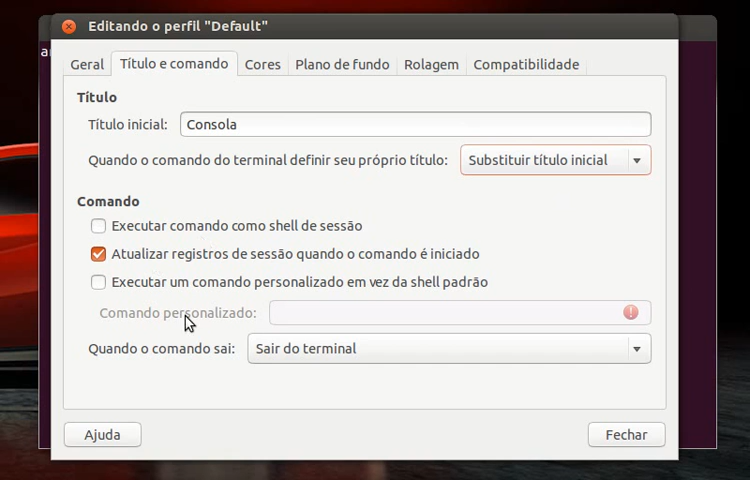 Editando o perfil "Default"
Geral Título e comando Cores Plano de fundo Rolagem Compatibilidade
Título
Título inicial: Consola
Quando o comando do terminal definir seu próprio título: Substituir título inicial
Comando
Executar comando como shell de sessão
Atualizar registros de sessão quando o comando é iniciado
Executar um comando personalizado em vez da shell padrão
Comando personalizado:
Quando o comando sai: Sair do terminal
Ajuda Fechar